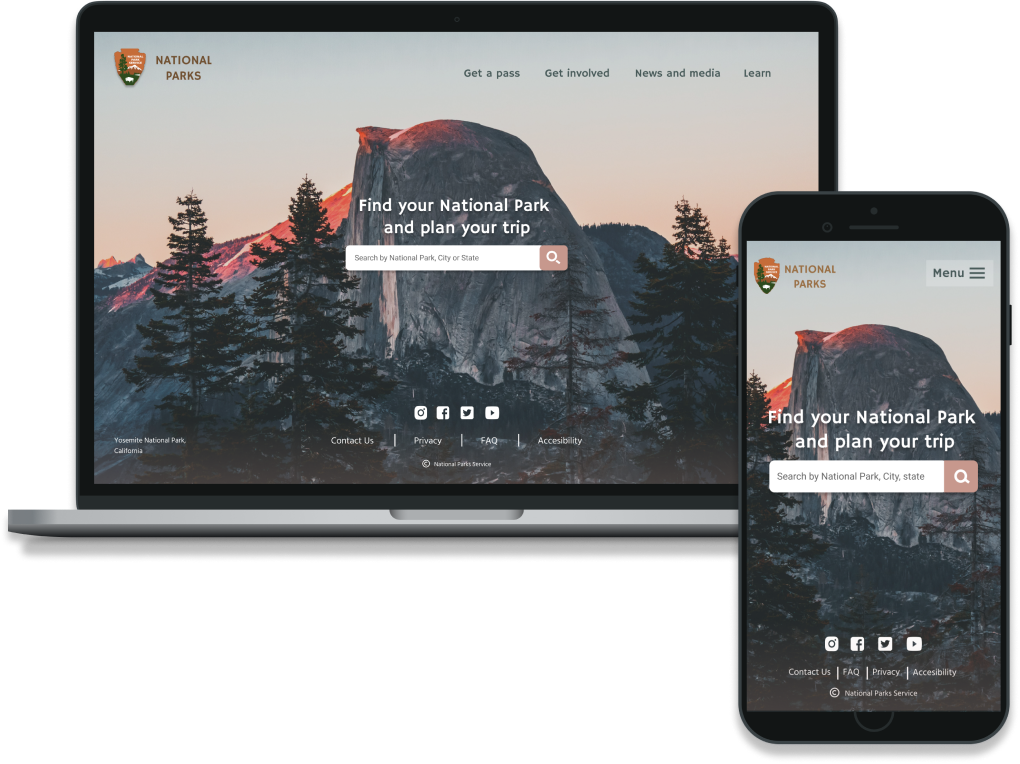 NATIONAL
PARKS
Get a pass
Get involved
News and media
Learn
Find your National Park
and plan your trip
Search by National Park, City or State
Yosemite National Park,
California
Contact Us | Privacy | FAQ | Accesibility
© National Parks Service
NATIONAL
PARKS
Menu
Find your National Park
and plan your trip
Search by National Park, City, state
Contact Us | FAQ | Privacy | Accesibility
© National Parks Service